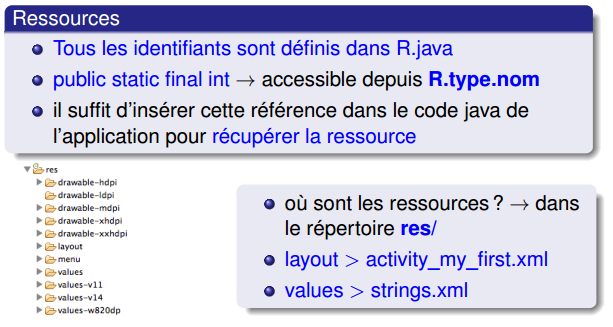 Ressources
Tous les identifiants sont définis dans R.java
public static final int → accessible depuis R.type.nom
il suffit d'insérer cette référence dans le code java de
l'application pour récupérer la ressource
res
drawable-hdpi
drawable-ldpi
drawable-mdpi
drawable-xhdpi
drawable-xxhdpi
layout
menu
values
values-v11
values-v14
values-w820dp
où sont les ressources ? → dans
le répertoire res/
layout > activity_my_first.xml
values > strings.xml